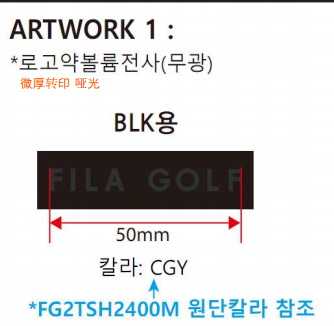 ARTWORK 1 :
*로고약볼륨전사(무광)
微厚转印 哑光
BLK용
FILA GOLF
50mm
칼라: CGY
*FG2TSH2400M 원단칼라 참조